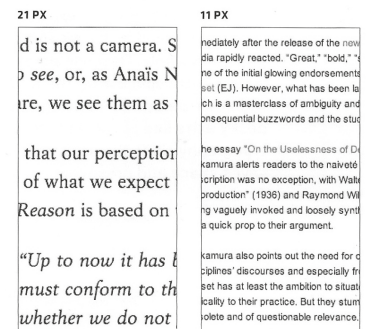 21 PX
d is not a camera. S
o see, or, as Anaïs N
are, we see them as
that our perception
of what we expect
Reason is based on
“Up to now it has b
must conform to th
whether we do not
11 PX
mediately after the release of the new
dia rapidly reacted. “Great,” “bold,” “s
ne of the initial glowing endorsements
set (EJ). However, what has been la
ch is a masterclass of ambiguity and
onsequential buzzwords and the stud
he essay “On the Uselessness of De
kamura alerts readers to the naiveté
scription was no exception, with Walte
production” (1936) and Raymond Wil
ng vaguely invoked and loosely synth
a quick prop to their argument.
kamura also points out the need for c
ciplines’ discourses and especially fr
set has at least the ambition to situat
icality to their practice. But they stum
olete and of questionable relevance.